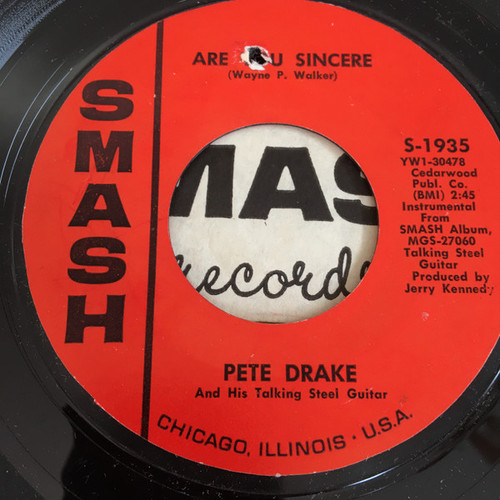 ARE U SINCERE
(Wayne P. Walker)
SMASH
S-1935
YW1-30478
Cedarwood
Publ. Co.
(BMI) 2:45
Instrumental
From
SMASH Album,
MGS-27060
Talking Steel
Guitar
Produced by
Jerry Kennedy
MAS
records
PETE DRAKE
And His Talking Steel Guitar
CHICAGO, ILLINOIS · U.S.A.